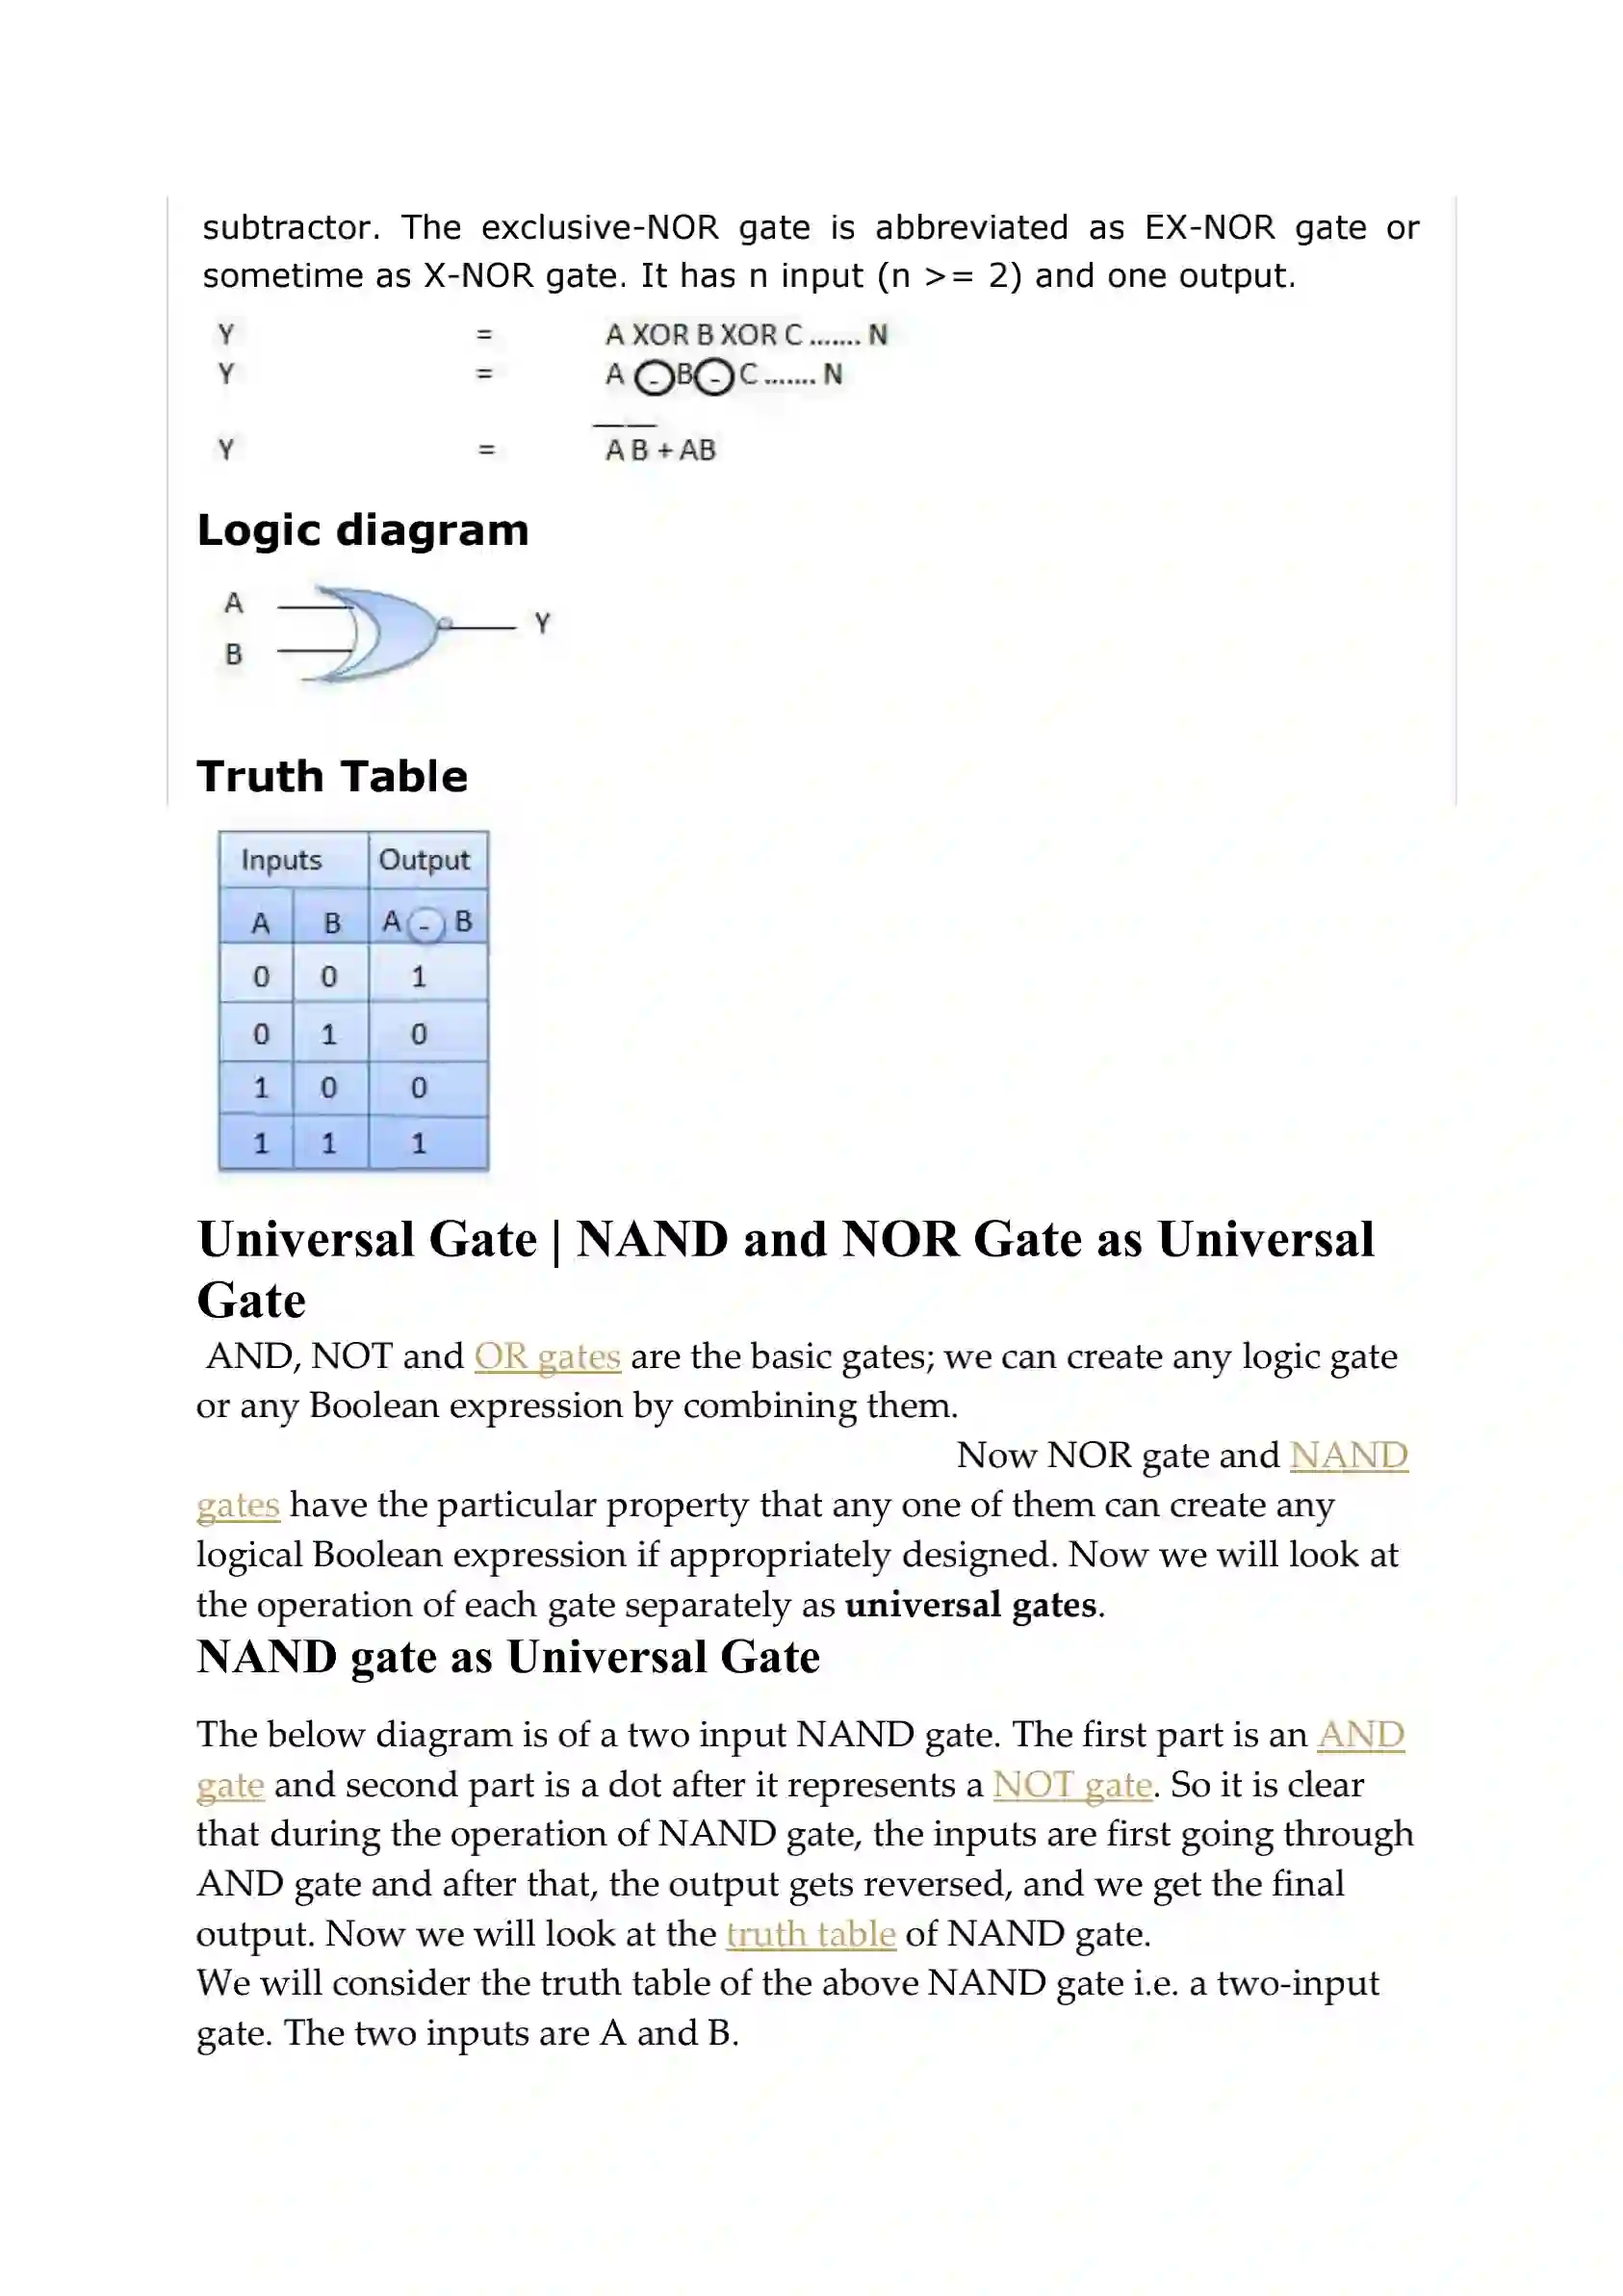 subtractor. The exclusive-NOR gate is abbreviated as EX-NOR gate or
sometime as X-NOR gate. It has n input (n >= 2) and one output.
Y = A XOR B XOR C ....... N
Y = A ⊖ B ⊖ C ....... N
Y = A̅ B̅ + AB
Logic diagram
A
Y
B
Truth Table
Inputs Output
A B A ⊖ B
0 0 1
0 1 0
1 0 0
1 1 1
Universal Gate | NAND and NOR Gate as Universal
Gate
AND, NOT and OR gates are the basic gates; we can create any logic gate
or any Boolean expression by combining them.
Now NOR gate and NAND
gates have the particular property that any one of them can create any
logical Boolean expression if appropriately designed. Now we will look at
the operation of each gate separately as universal gates.
NAND gate as Universal Gate
The below diagram is of a two input NAND gate. The first part is an AND
gate and second part is a dot after it represents a NOT gate. So it is clear
that during the operation of NAND gate, the inputs are first going through
AND gate and after that, the output gets reversed, and we get the final
output. Now we will look at the truth table of NAND gate.
We will consider the truth table of the above NAND gate i.e. a two-input
gate. The two inputs are A and B.